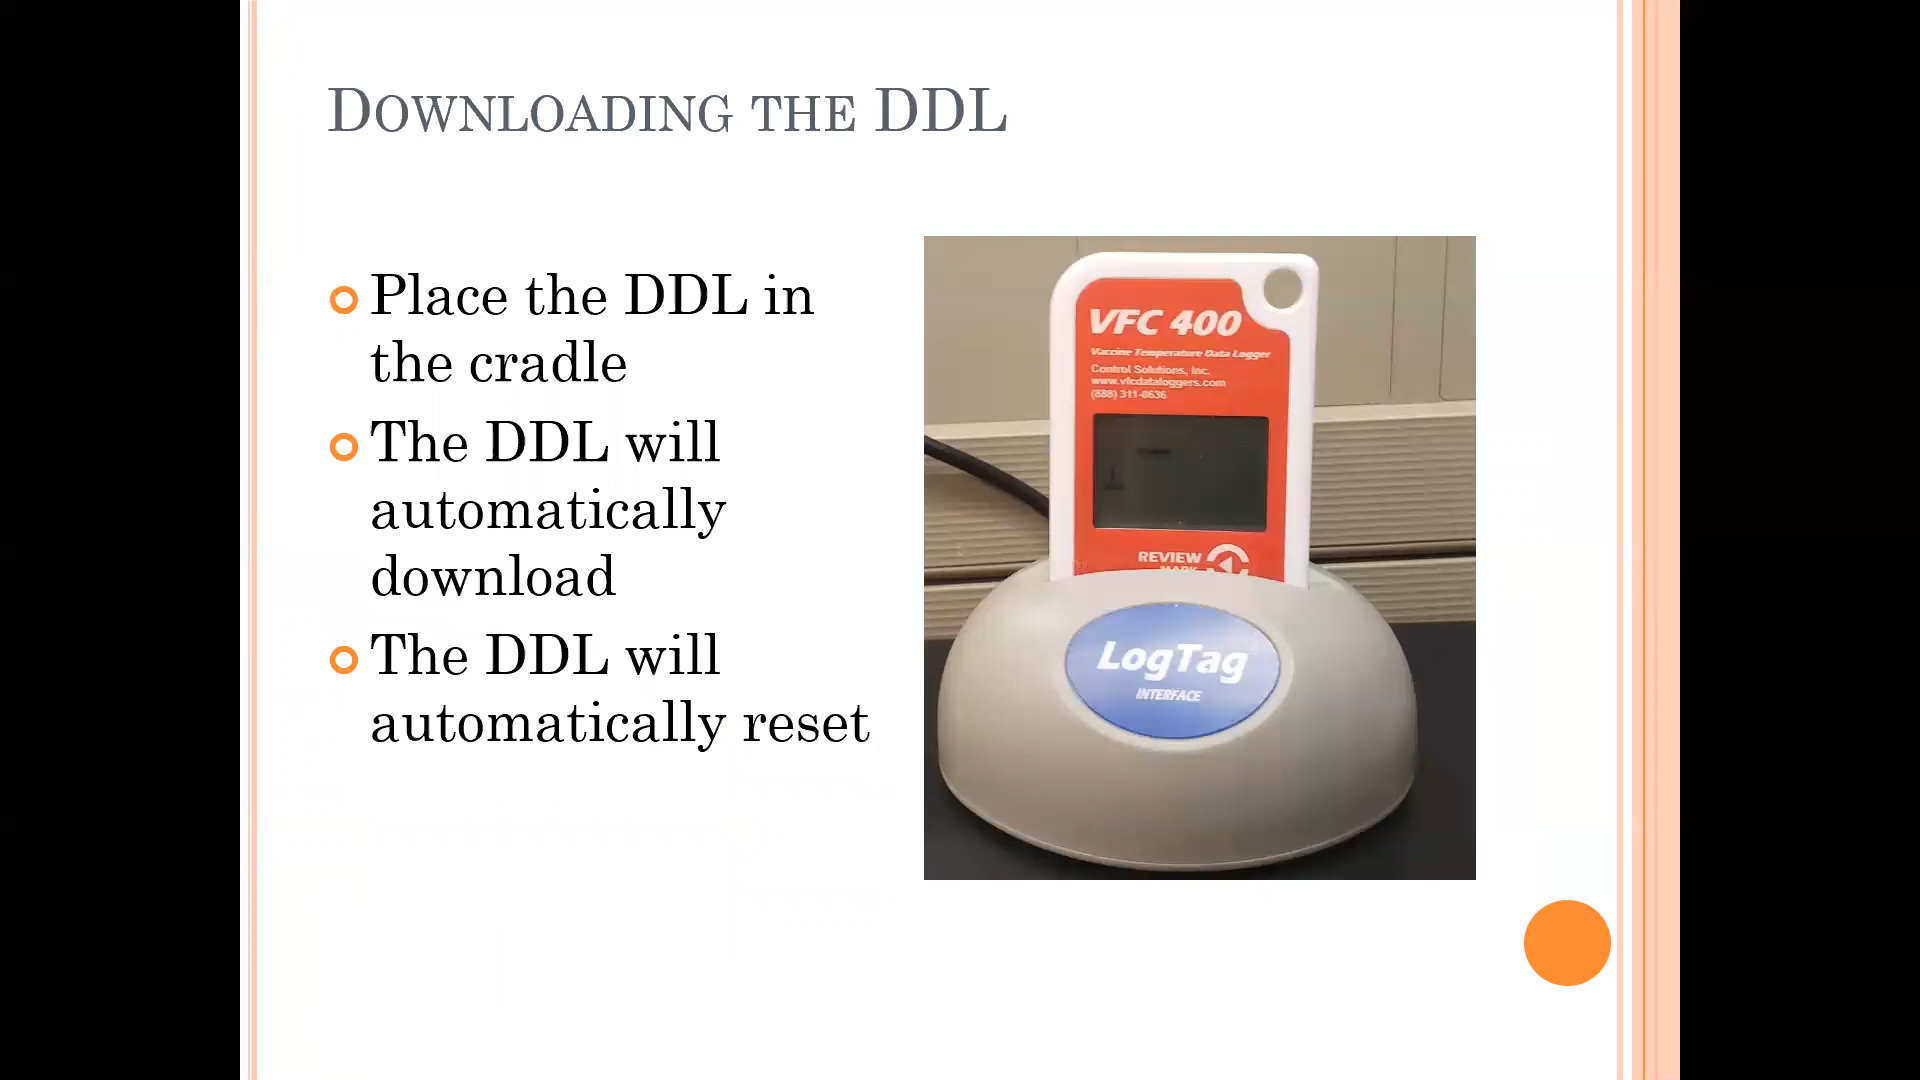 DOWNLOADING THE DDL
Place the DDL in
the cradle
The DDL will
automatically
download
The DDL will
automatically reset
VFC 400
Vaccine Temperature Data Logger
Control Solutions, Inc.
www.vfcdataloggers.com
(888) 311-0636
REVIEW
MARK
LogTag
INTERFACE